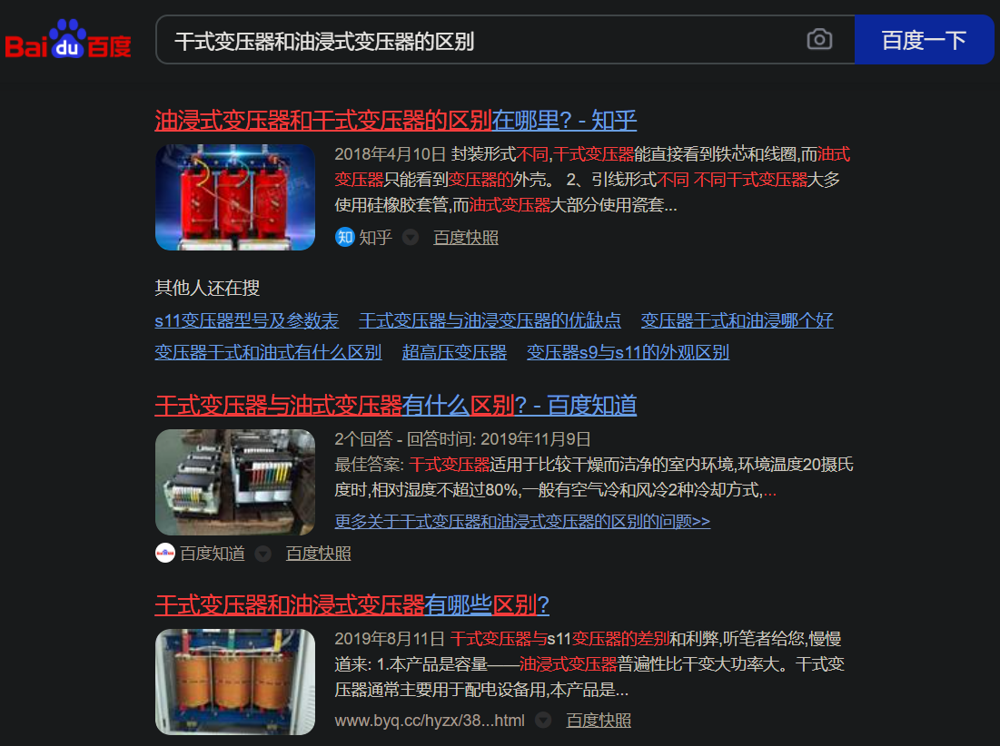 Bai du 百度
干式变压器和油浸式变压器的区别
百度一下
油浸式变压器和干式变压器的区别在哪里? - 知乎
2018年4月10日 封装形式不同,干式变压器能直接看到铁芯和线圈,而油式
变压器只能看到变压器的外壳。 2、引线形式不同 不同干式变压器大多
使用硅橡胶套管,而油式变压器大部分使用瓷套...
知 知乎 百度快照
其他人还在搜
s11变压器型号及参数表 干式变压器与油浸变压器的优缺点 变压器干式和油浸哪个好
变压器干式和油式有什么区别 超高压变压器 变压器s9与s11的外观区别
干式变压器与油式变压器有什么区别? - 百度知道
2个回答 - 回答时间: 2019年11月9日
最佳答案: 干式变压器适用于比较干燥而洁净的室内环境,环境温度20摄氏
度时,相对湿度不超过80%,一般有空气冷和风冷2种冷却方式,...
更多关于干式变压器和油浸式变压器的区别的问题>>
百度知道 百度快照
干式变压器和油浸式变压器有哪些区别?
2019年8月11日 干式变压器与s11变压器的差别和利弊,听笔者给您,慢慢
道来: 1.本产品是容量——油浸式变压器普遍性比干变大功率大。干式变
压器通常主要用于配电设备用,本产品是...
www.byq.cc/hyzx/38...html 百度快照